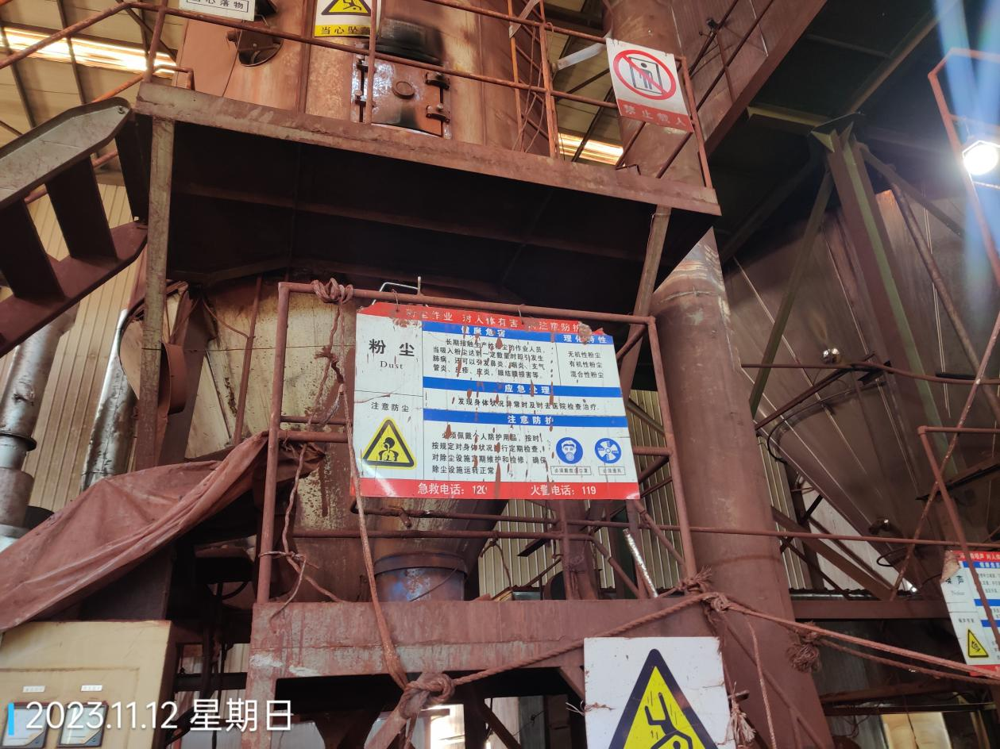 当心落物
当心坠落
禁止载人
粉尘作业 对人体有害 注意防护
粉尘
Dust
注意防尘
健康危害
长期接触生产性粉尘的作业人员，
当吸入粉尘达到一定数量时即引发生
肺病，还可以引发鼻炎、咽炎、支气
管炎、皮疹、皮炎，眼结膜损害等。
理化特性
无机性粉尘
有机性粉尘
混合性粉尘
应急处理
发现身体状况异常时及时去医院检查治疗.
注意防护
必须佩戴个人防护用品，按时，
按规定对身体状况进行定期检查，
对除尘设施定期维护和检修，确保
除尘设施运转正常
必须戴防尘口罩
必须通风
急救电话：120 火警电话：119
噪声
Noise
2023.11.12 星期日